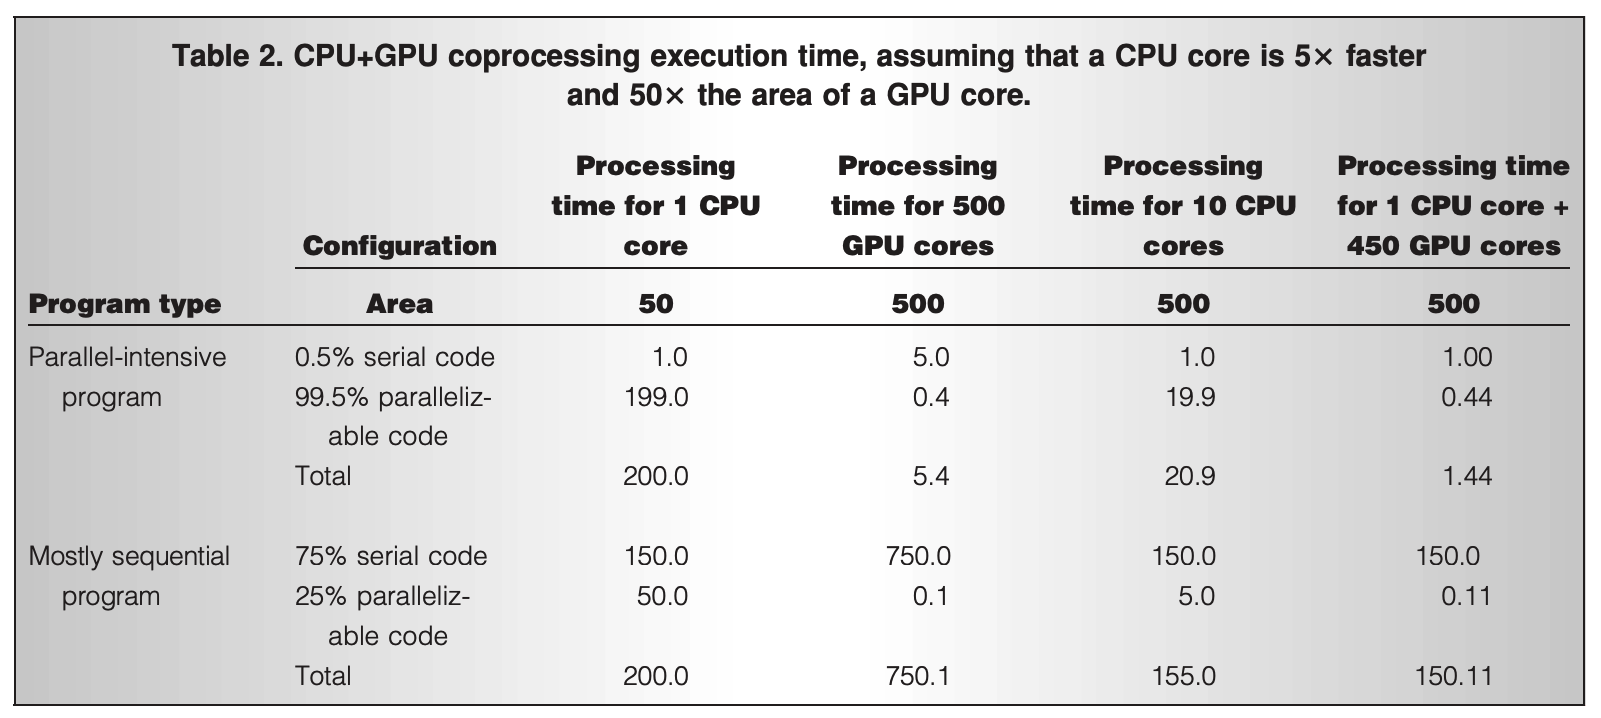 Table 2. CPU+GPU coprocessing execution time, assuming that a CPU core is 5× faster
and 50× the area of a GPU core.
Processing Processing Processing Processing time
time for 1 CPU time for 500 time for 10 CPU for 1 CPU core +
Configuration core GPU cores cores 450 GPU cores
Program type Area 50 500 500 500
Parallel-intensive 0.5% serial code 1.0 5.0 1.0 1.00
program 99.5% paralleliz- 199.0 0.4 19.9 0.44
able code
Total 200.0 5.4 20.9 1.44
Mostly sequential 75% serial code 150.0 750.0 150.0 150.0
program 25% paralleliz- 50.0 0.1 5.0 0.11
able code
Total 200.0 750.1 155.0 150.11